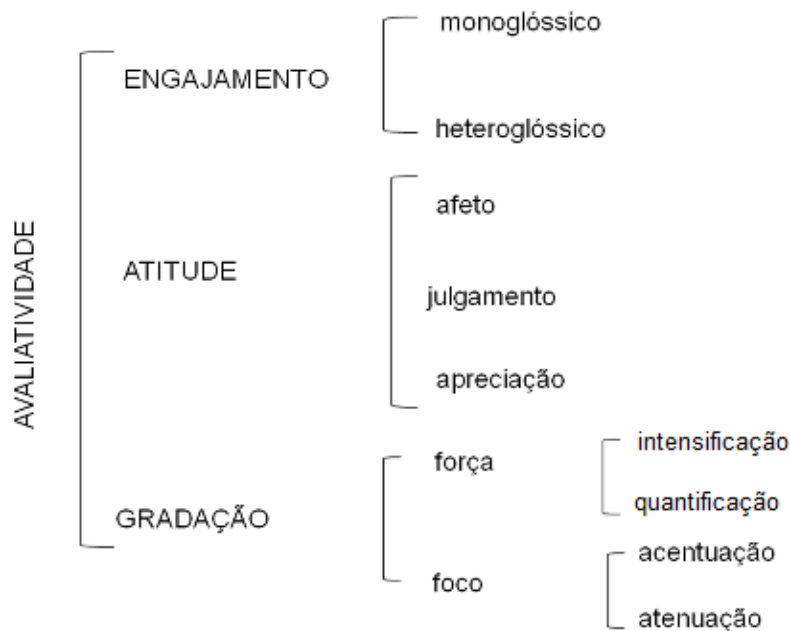 AVALIATIVIDADE
ENGAJAMENTO
monoglóssico
heteroglóssico
ATITUDE
afeto
julgamento
apreciação
GRADAÇÃO
força
intensificação
quantificação
foco
acentuação
atenuação